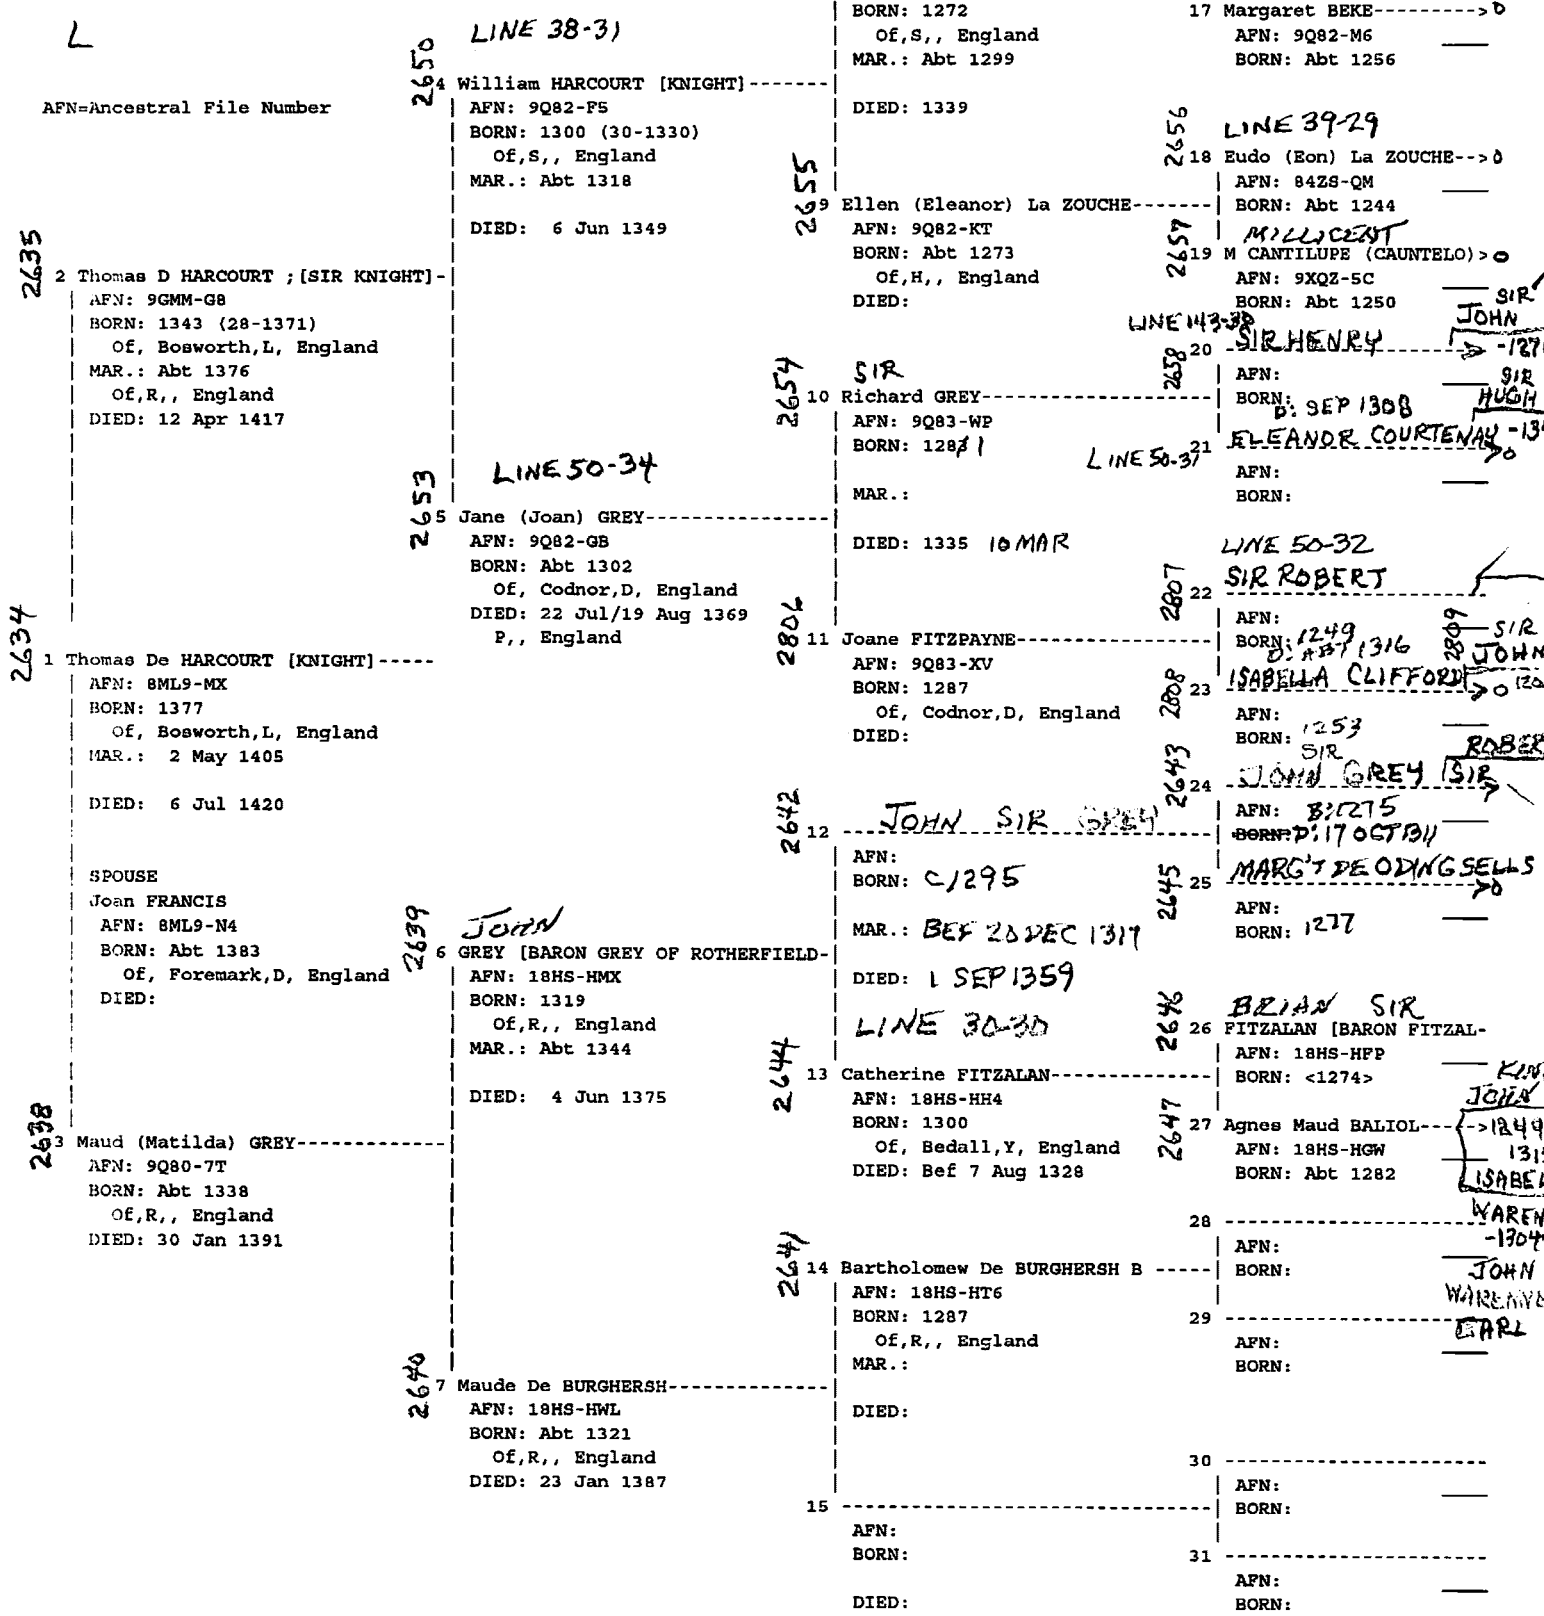 L
AFN=Ancestral File Number
2634
1 Thomas De HARCOURT [KNIGHT]-----
AFN: 8ML9-MX
BORN: 1377
Of, Bosworth,L, England
MAR.: 2 May 1405
DIED: 6 Jul 1420
SPOUSE
Joan FRANCIS
AFN: 8ML9-N4
BORN: Abt 1383
Of, Foremark,D, England
DIED:
2635
2 Thomas D HARCOURT ;[SIR KNIGHT]-
AFN: 9GMM-G8
BORN: 1343 (28-1371)
Of, Bosworth,L, England
MAR.: Abt 1376
Of,R,, England
DIED: 12 Apr 1417
2638
3 Maud (Matilda) GREY------------
AFN: 9Q80-7T
BORN: Abt 1338
Of,R,, England
DIED: 30 Jan 1391
LINE 38-31
2650
4 William HARCOURT [KNIGHT]-------
AFN: 9Q82-F5
BORN: 1300 (30-1330)
Of,S,, England
MAR.: Abt 1318
DIED: 6 Jun 1349
LINE 50-34
2653
5 Jane (Joan) GREY---------------
AFN: 9Q82-GB
BORN: Abt 1302
Of, Codnor,D, England
DIED: 22 Jul/19 Aug 1369
P,, England
2639
JOHN
6 GREY [BARON GREY OF ROTHERFIELD-
AFN: 18HS-HMX
BORN: 1319
Of,R,, England
MAR.: Abt 1344
DIED: 4 Jun 1375
2640
7 Maude De BURGHERSH-------------
AFN: 18HS-HWL
BORN: Abt 1321
Of,R,, England
DIED: 23 Jan 1387
BORN: 1272
Of,S,, England
MAR.: Abt 1299
DIED: 1339
2655
9 Ellen (Eleanor) La ZOUCHE-------
AFN: 9Q82-KT
BORN: Abt 1273
Of,H,, England
DIED:
2654
SIR
10 Richard GREY-------------------
AFN: 9Q83-WP
BORN: 1281
MAR.:
DIED: 1335 10 MAR
2806
11 Joane FITZPAYNE----------------
AFN: 9Q83-XV
BORN: 1287
Of, Codnor,D, England
DIED:
2642
JOHN SIR GREY
12
AFN:
BORN: C/1295
MAR.: BEF 20 DEC 1317
DIED: 1 SEP 1359
LINE 30-30
2644
13 Catherine FITZALAN-------------
AFN: 18HS-HH4
BORN: 1300
Of, Bedall,Y, England
DIED: Bef 7 Aug 1328
2641
14 Bartholomew De BURGHERSH B -----
AFN: 18HS-HT6
BORN: 1287
Of,R,, England
MAR.:
DIED:
15
AFN:
BORN:
DIED:
17 Margaret BEKE--------->0
AFN: 9Q82-M6
BORN: Abt 1256
2656
LINE 39-29
18 Eudo (Eon) La ZOUCHE-->0
AFN: 84ZS-QM
BORN: Abt 1244
2657
MILLICENT
19 M CANTILUPE (CAUNTELO)>0
AFN: 9XQZ-5C
BORN: Abt 1250
LINE 143-38
2658
20 SIR HENRY
SIR
JOHN
-1271
AFN:
BORN:
D: SEP 1308
SIR
HUGH
LINE 50-31
21 ELEANOR COURTENAY
AFN:
BORN:
LINE 50-32
2807
SIR ROBERT
22
AFN:
BORN: 1249
D: ABT 1316
2809
SIR
JOHN
2808
ISABELLA CLIFFORD
23
AFN:
BORN: 1253
2643
SIR
24 JOHN GREY
SIR
AFN: B:1275
BORN: D:17 OCT 1311
2645
MARG'T DE ODINGSELLS
25
AFN:
BORN: 1277
2646
BRIAN SIR
26 FITZALAN [BARON FITZAL-
AFN: 18HS-HFP
BORN: <1274>
2647
27 Agnes Maud BALIOL--->
AFN: 18HS-HGW
BORN: Abt 1282
JOHN
1249
-1304
JOHN
EARL
28
AFN:
BORN:
29
AFN:
BORN:
30
AFN:
BORN:
31
AFN:
BORN: